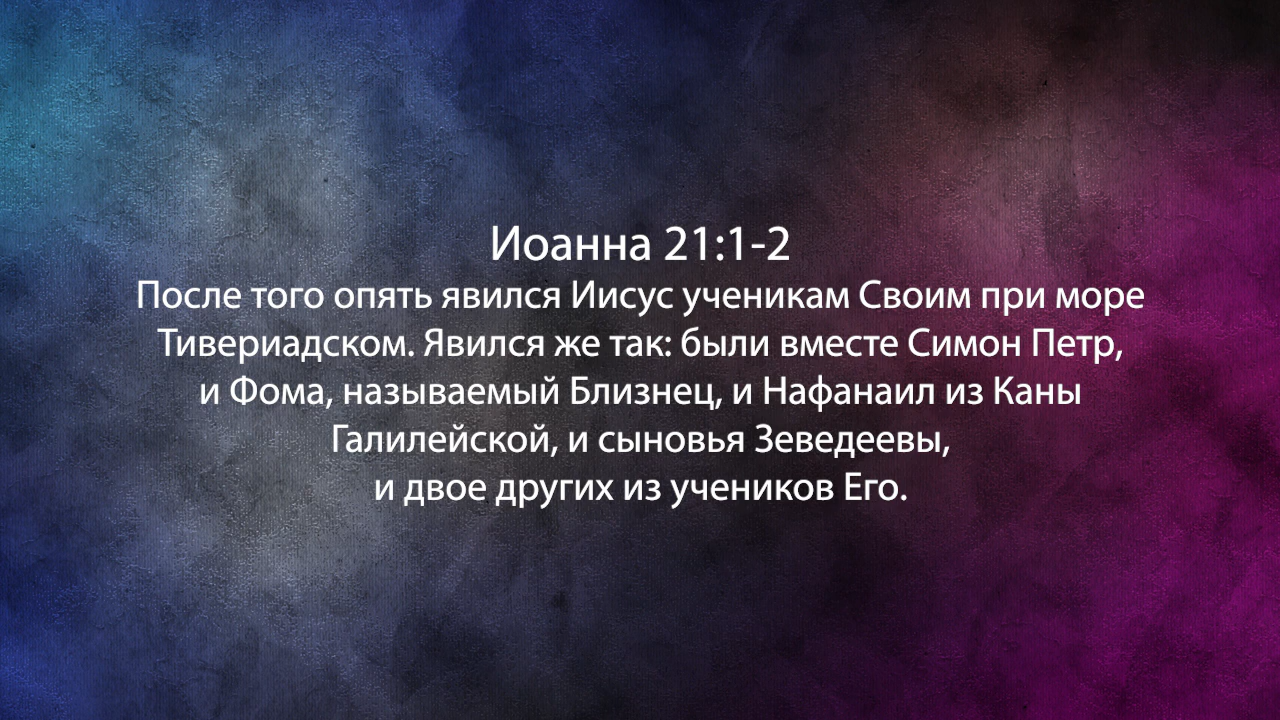 Иоанна 21:1-2
После того опять явился Иисус ученикам Своим при море
Тивериадском. Явился же так: были вместе Симон Петр,
и Фома, называемый Близнец, и Нафанаил из Каны
Галилейской, и сыновья Зеведеевы,
и двое других из учеников Его.